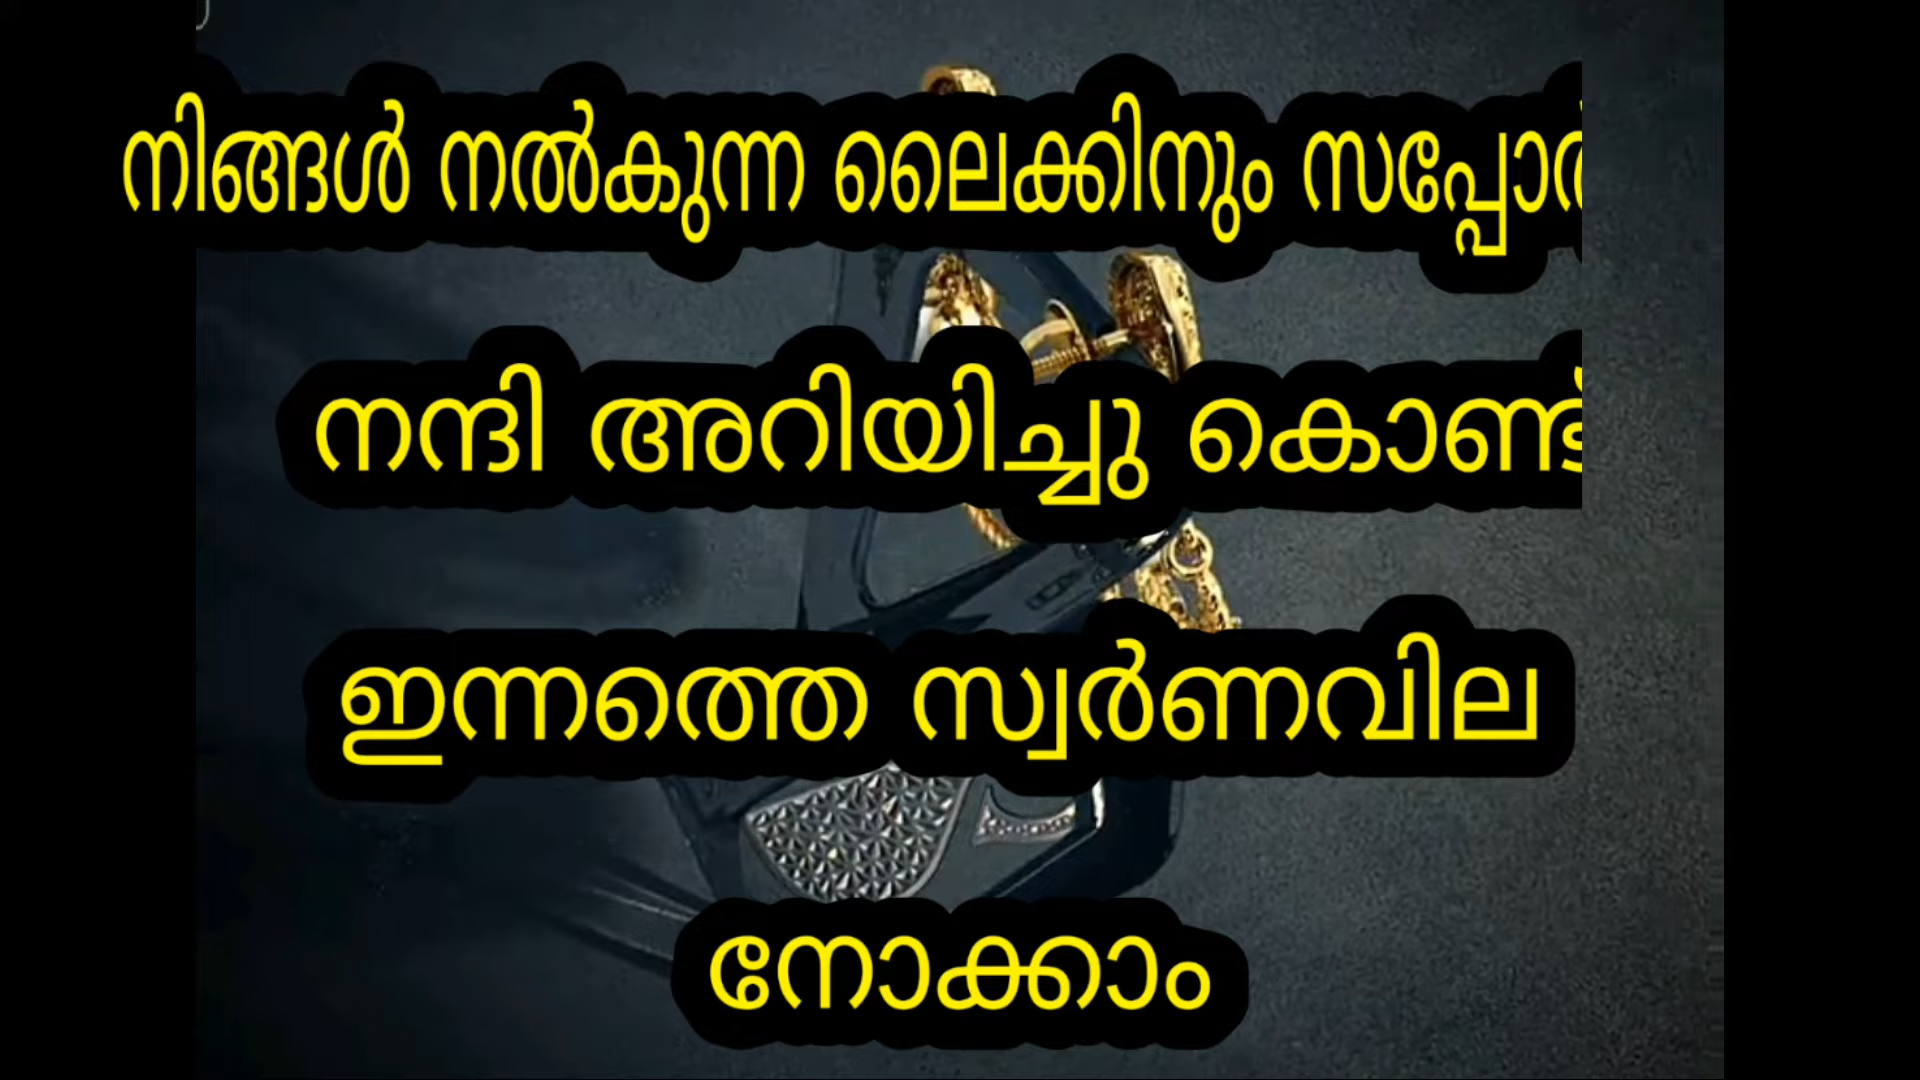 നിങ്ങൾ നൽകുന്ന ലൈക്കിനും
നന്ദി അറിയിച്ചു കൊണ്ട്
ഇന്നത്തെ സ്വർണവില
നോക്കാം